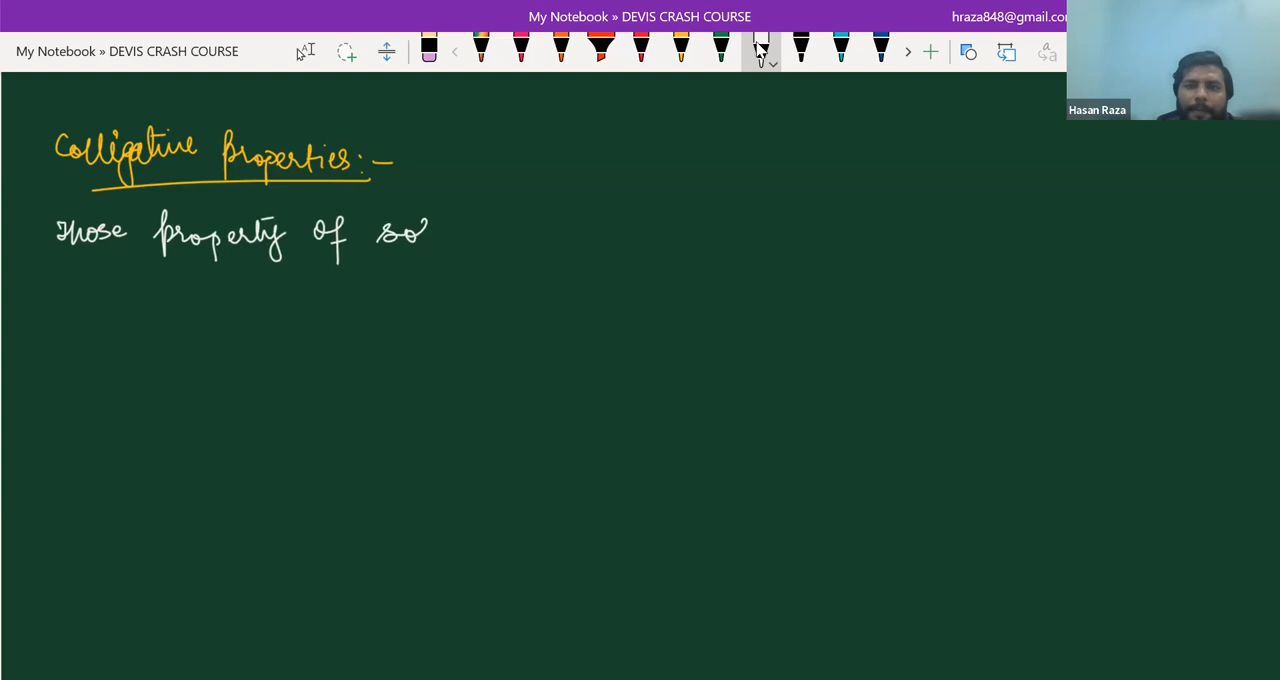 My Notebook » DEVIS CRASH COURSE
hraza848@gmail.co
My Notebook » DEVIS CRASH COURSE
Hasan Raza
Colligative Properties:-
Those property of so